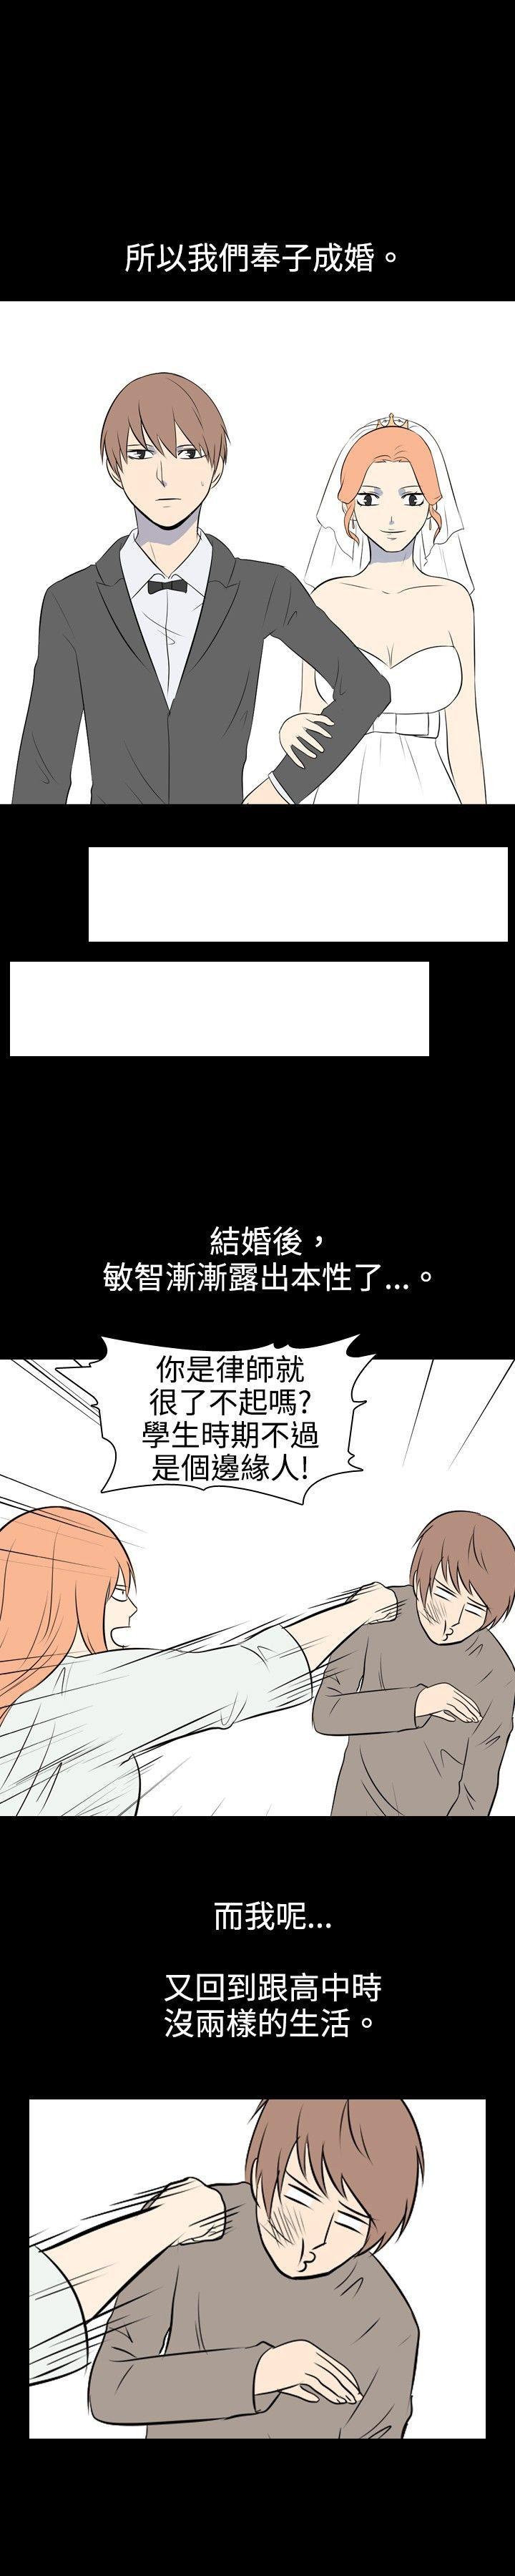 所以我們奉子成婚。
結婚後，
敏智漸漸露出本性了...。
你是律師就
很了不起嗎?
學生時期不過
是個邊緣人!
而我呢...
又回到跟高中時
沒兩樣的生活。